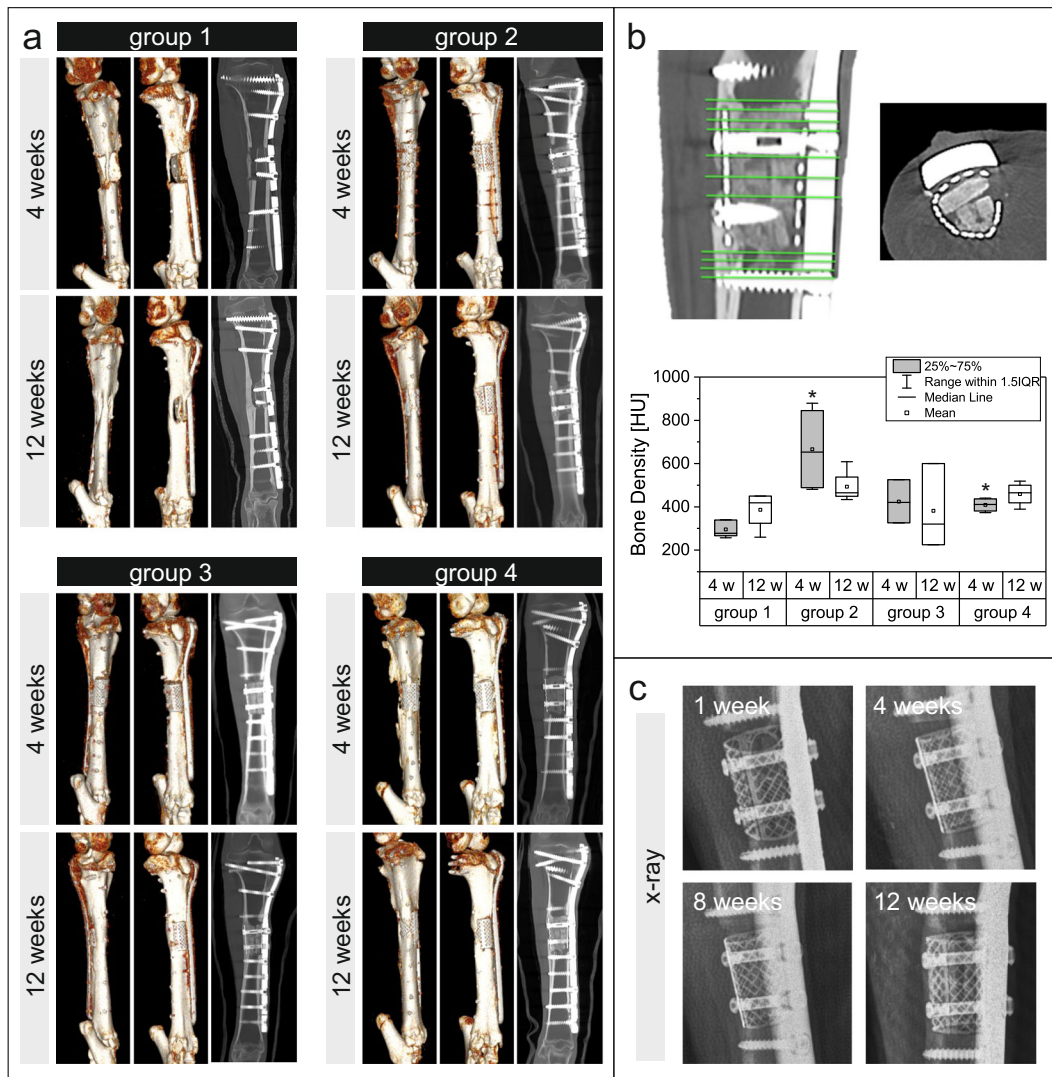 a
group 1
group 2
4 weeks
12 weeks
group 3
group 4
4 weeks
4 weeks
12 weeks
12 weeks
b
25%~75%
Range within 1.5IQR
Median Line
Mean
Bone Density [HU]
1000
800
600
400
200
*
*
4 w 12 w 4 w 12 w 4 w 12 w 4 w 12 w
group 1 group 2 group 3 group 4
c
x-ray
1 week
4 weeks
8 weeks
12 weeks
4 weeks
12 weeks